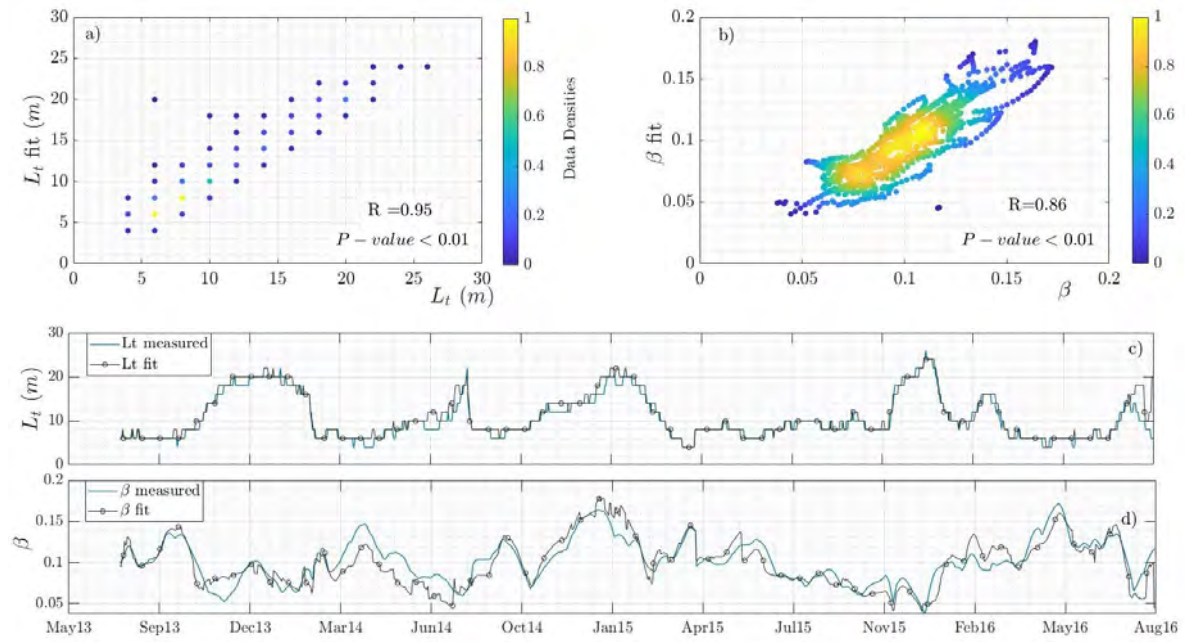 a)
30
25
20
15
10
5
0
L_t fit (m)
0 5 10 15 20 25 30
L_t (m)
R =0.95
P − value < 0.01
1
0.8
0.6
0.4
0.2
0
Data Densities
b)
0.2
0.15
0.1
0.05
0
β fit
0 0.05 0.1 0.15 0.2
β
R=0.86
P − value < 0.01
1
0.8
0.6
0.4
0.2
0
30
20
10
0
L_t (m)
Lt measured
Lt fit
c)
0.2
0.15
0.1
0.05
β
β measured
β fit
d)
May13 Sep13 Dec13 Mar14 Jun14 Oct14 Jan15 Apr15 Jul15 Nov15 Feb16 May16 Aug16